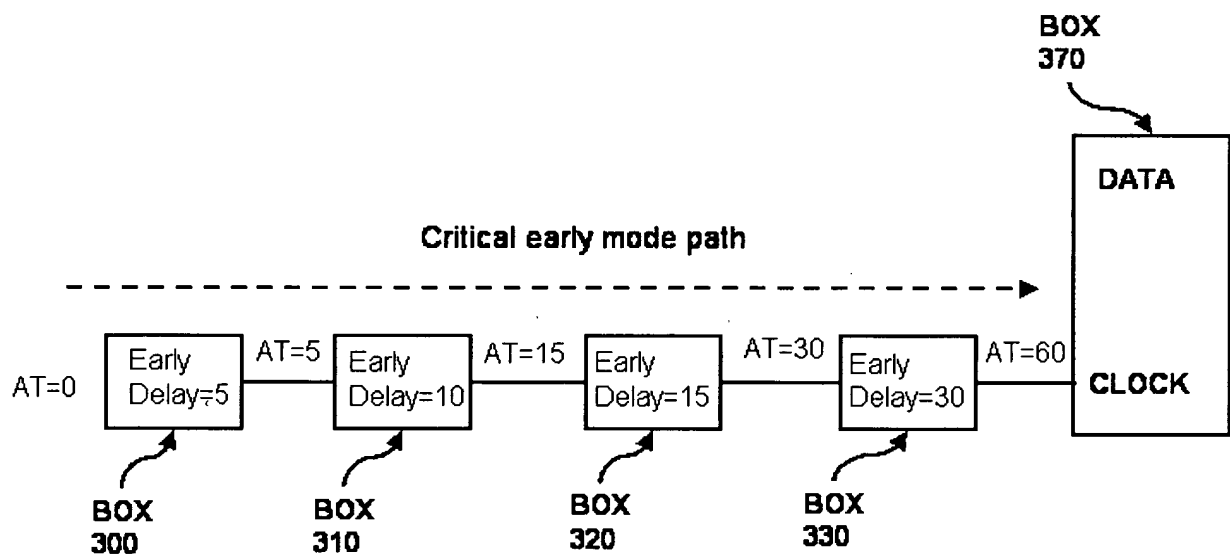 BOX
370
DATA
Critical early mode path
AT=0
Early
Delay=5
AT=5
Early
Delay=10
AT=15
Early
Delay=15
AT=30
Early
Delay=30
AT=60
CLOCK
BOX
300
BOX
310
BOX
320
BOX
330